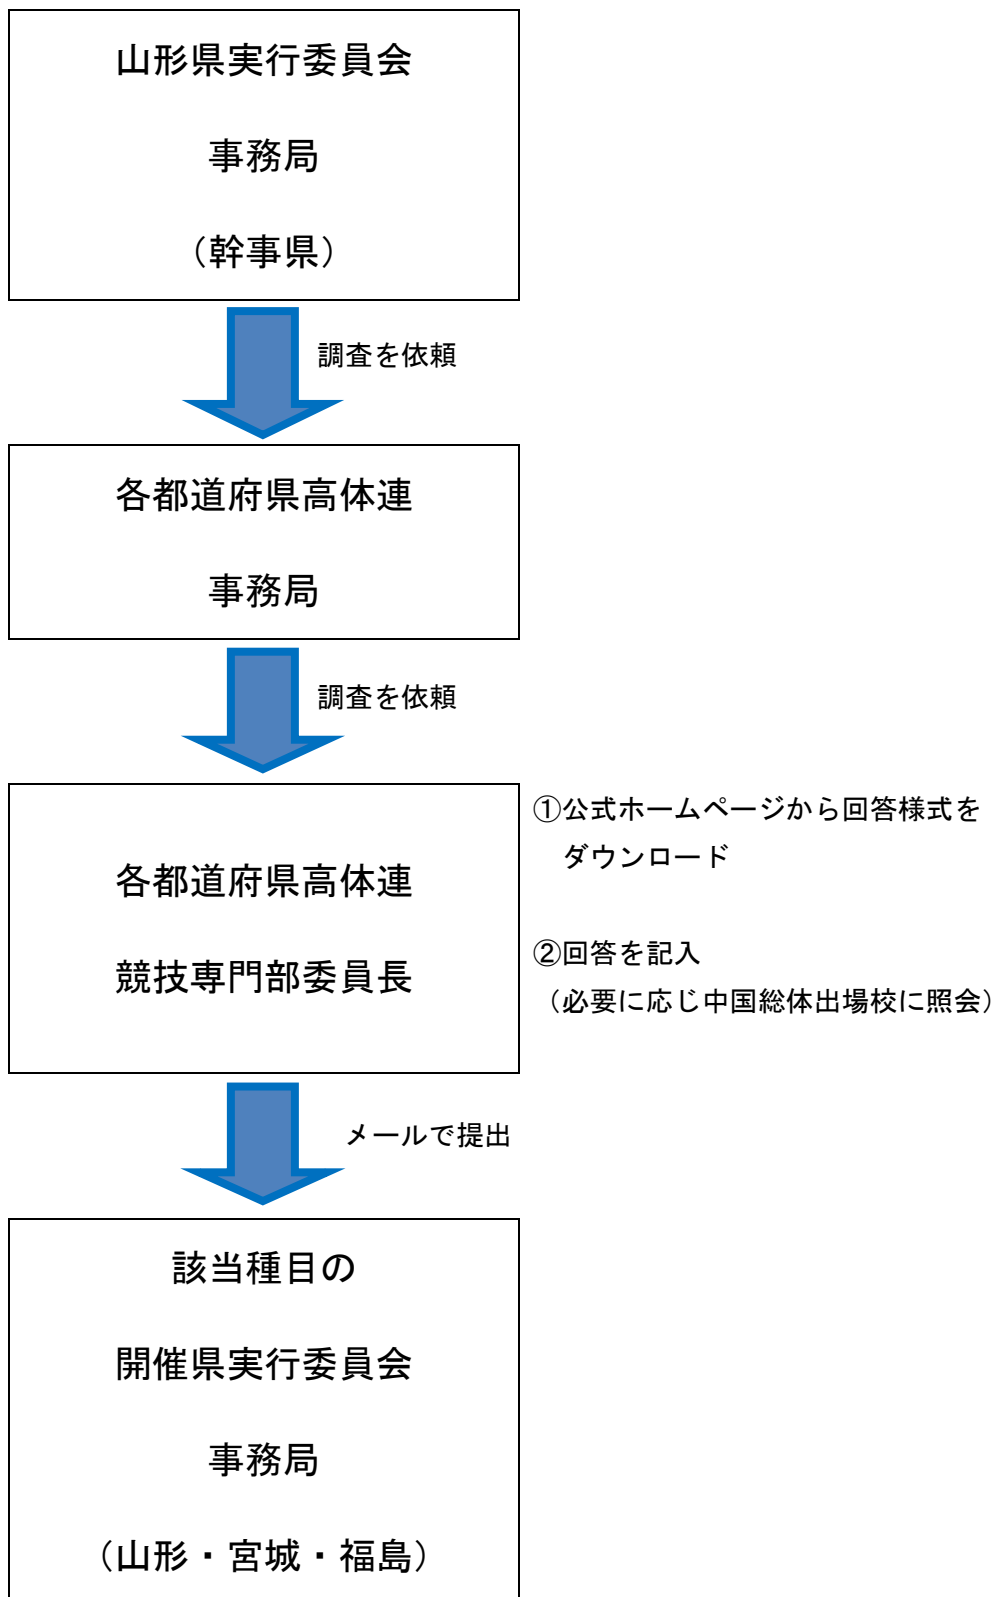 山形県実行委員会
事務局
（幹事県）
調査を依頼
各都道府県高体連
事務局
調査を依頼
各都道府県高体連
競技専門部委員長
①公式ホームページから回答様式を
ダウンロード
②回答を記入
（必要に応じ中国総体出場校に照会）
メールで提出
該当種目の
開催県実行委員会
事務局
（山形・宮城・福島）